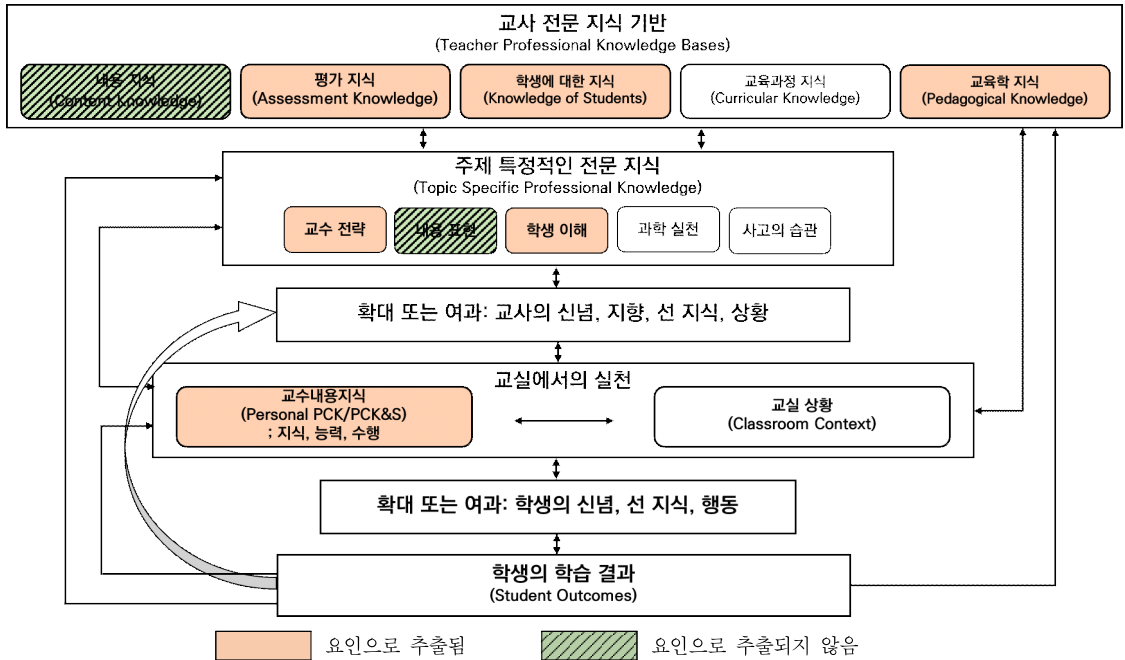 교사 전문 지식 기반
(Teacher Professional Knowledge Bases)
내용 지식
(Content Knowledge)
평가 지식
(Assessment Knowledge)
학생에 대한 지식
(Knowledge of Students)
교육과정 지식
(Curricular Knowledge)
교육학 지식
(Pedagogical Knowledge)
주제 특정적인 전문 지식
(Topic Specific Professional Knowledge)
교수 전략
내용 표현
학생 이해
과학 실천
사고의 습관
확대 또는 여과: 교사의 신념, 지향, 선 지식, 상황
교실에서의 실천
교수내용지식
(Personal PCK/PCK&S)
; 지식, 능력, 수행
교실 상황
(Classroom Context)
확대 또는 여과: 학생의 신념, 선 지식, 행동
학생의 학습 결과
(Student Outcomes)
요인으로 추출됨
요인으로 추출되지 않음